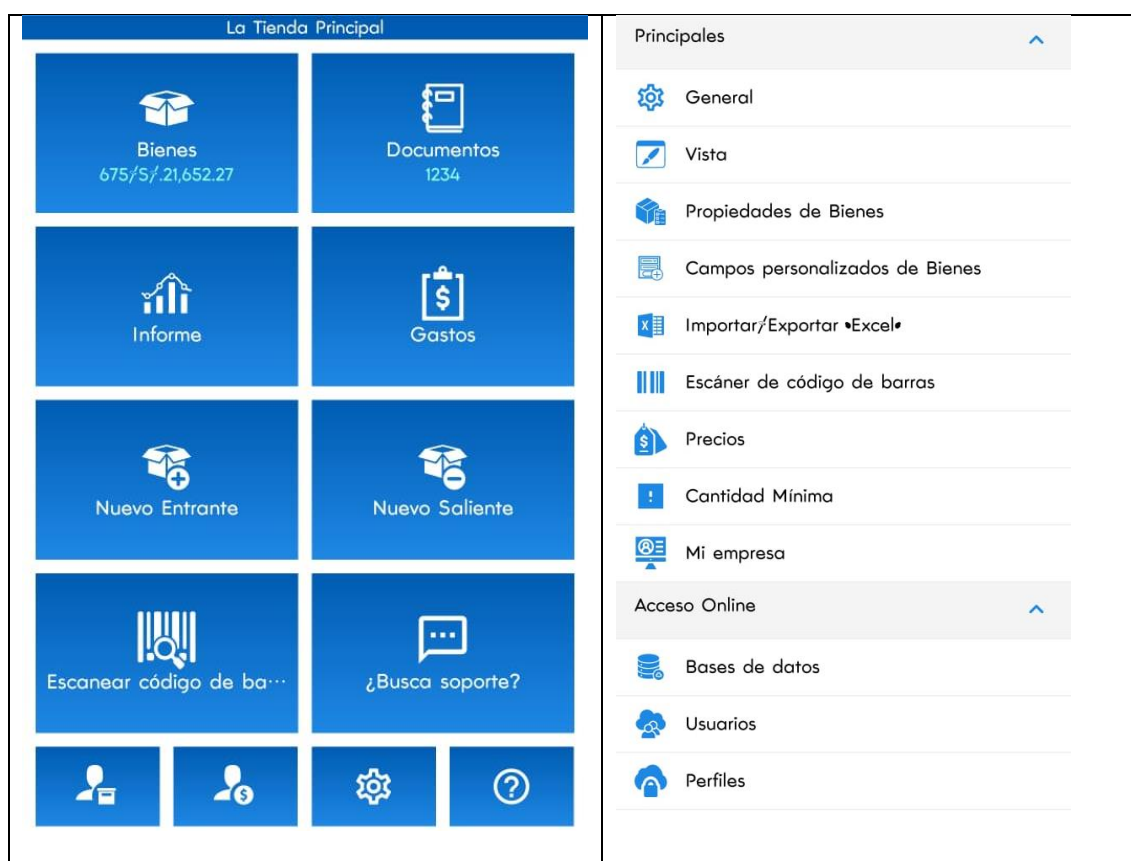 La Tienda Principal
Bienes
675/S/.21,652.27
Documentos
1234
Informe
Gastos
Nuevo Entrante
Nuevo Saliente
Escanear código de ba...
¿Busca soporte?
Principales
General
Vista
Propiedades de Bienes
Campos personalizados de Bienes
Importar/Exportar •Excel•
Escáner de código de barras
Precios
Cantidad Mínima
Mi empresa
Acceso Online
Bases de datos
Usuarios
Perfiles